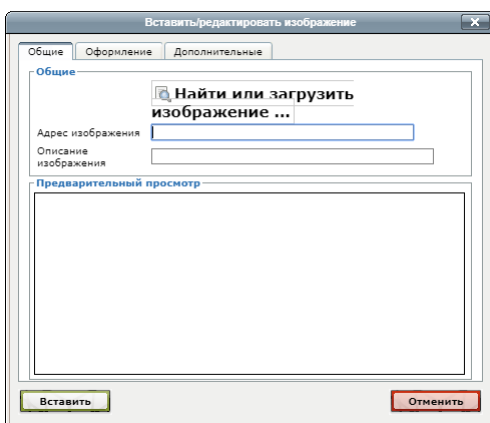 Вставить/редактировать изображение
Общие Оформление Дополнительные
Общие
Найти или загрузить
изображение ...
Адрес изображения
Описание
изображения
Предварительный просмотр
Вставить Отменить